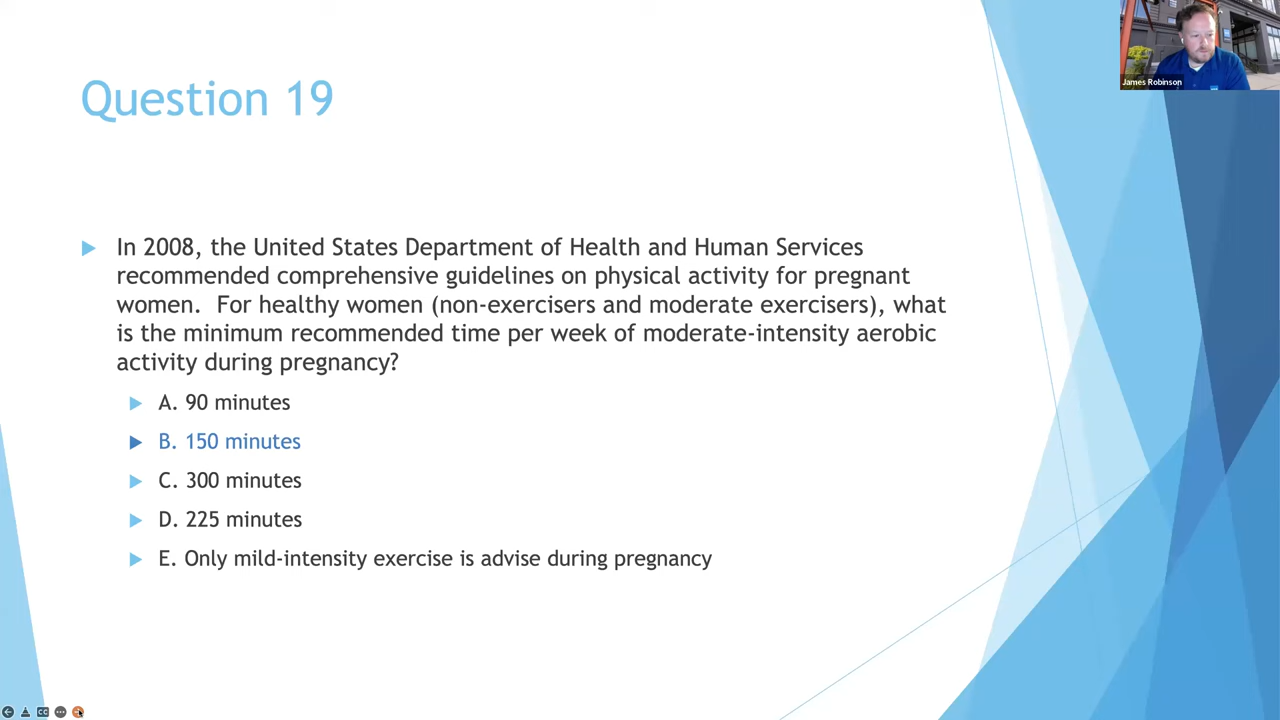 James Robinson
Question 19
In 2008, the United States Department of Health and Human Services
recommended comprehensive guidelines on physical activity for pregnant
women. For healthy women (non-exercisers and moderate exercisers), what
is the minimum recommended time per week of moderate-intensity aerobic
activity during pregnancy?
A. 90 minutes
B. 150 minutes
C. 300 minutes
D. 225 minutes
E. Only mild-intensity exercise is advise during pregnancy
CC